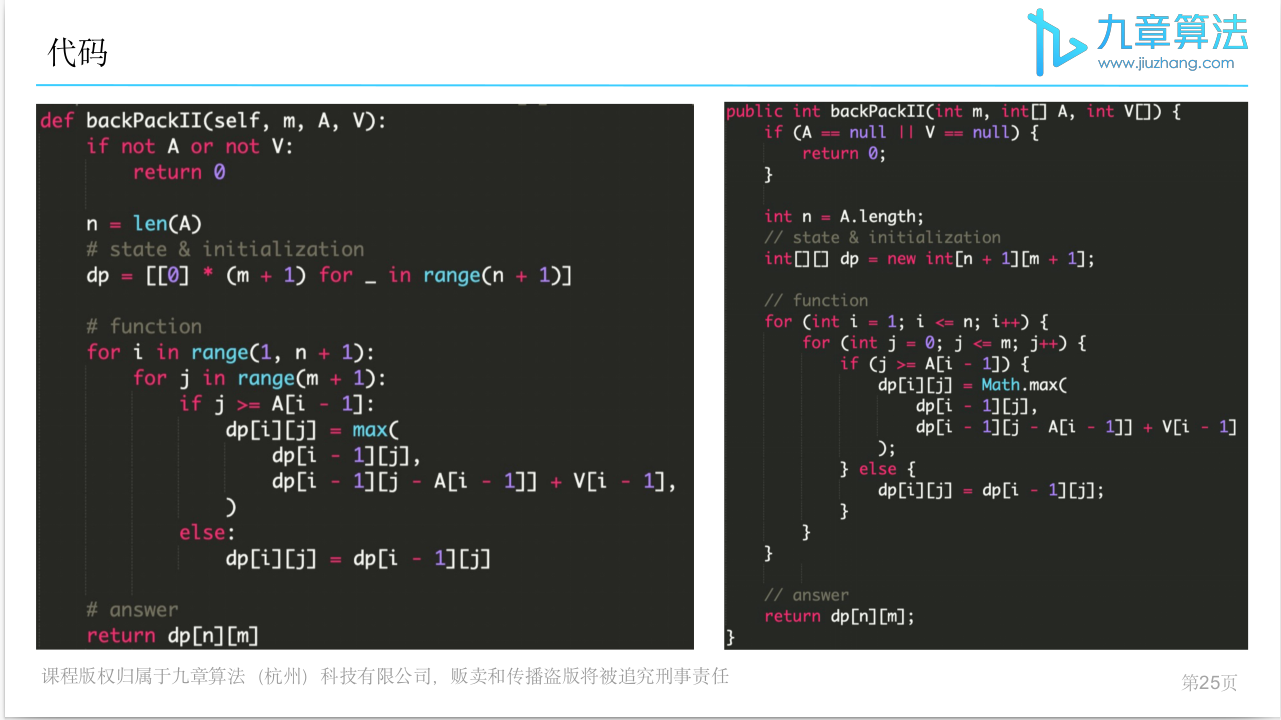 代码
九章算法
www.jiuzhang.com
def backPackII(self, m, A, V):
    if not A or not V:
        return 0

    n = len(A)
    # state & initialization
    dp = [[0] * (m + 1) for _ in range(n + 1)]

    # function
    for i in range(1, n + 1):
        for j in range(m + 1):
            if j >= A[i - 1]:
                dp[i][j] = max(
                    dp[i - 1][j],
                    dp[i - 1][j - A[i - 1]] + V[i - 1],
                )
            else:
                dp[i][j] = dp[i - 1][j]

    # answer
    return dp[n][m]
public int backPackII(int m, int[] A, int V[]) {
    if (A == null || V == null) {
        return 0;
    }

    int n = A.length;
    // state & initialization
    int[][] dp = new int[n + 1][m + 1];

    // function
    for (int i = 1; i <= n; i++) {
        for (int j = 0; j <= m; j++) {
            if (j >= A[i - 1]) {
                dp[i][j] = Math.max(
                    dp[i - 1][j],
                    dp[i - 1][j - A[i - 1]] + V[i - 1]
                );
            } else {
                dp[i][j] = dp[i - 1][j];
            }
        }
    }

    // answer
    return dp[n][m];
}
课程版权归属于九章算法（杭州）科技有限公司，贩卖和传播盗版将被追究刑事责任
第25页